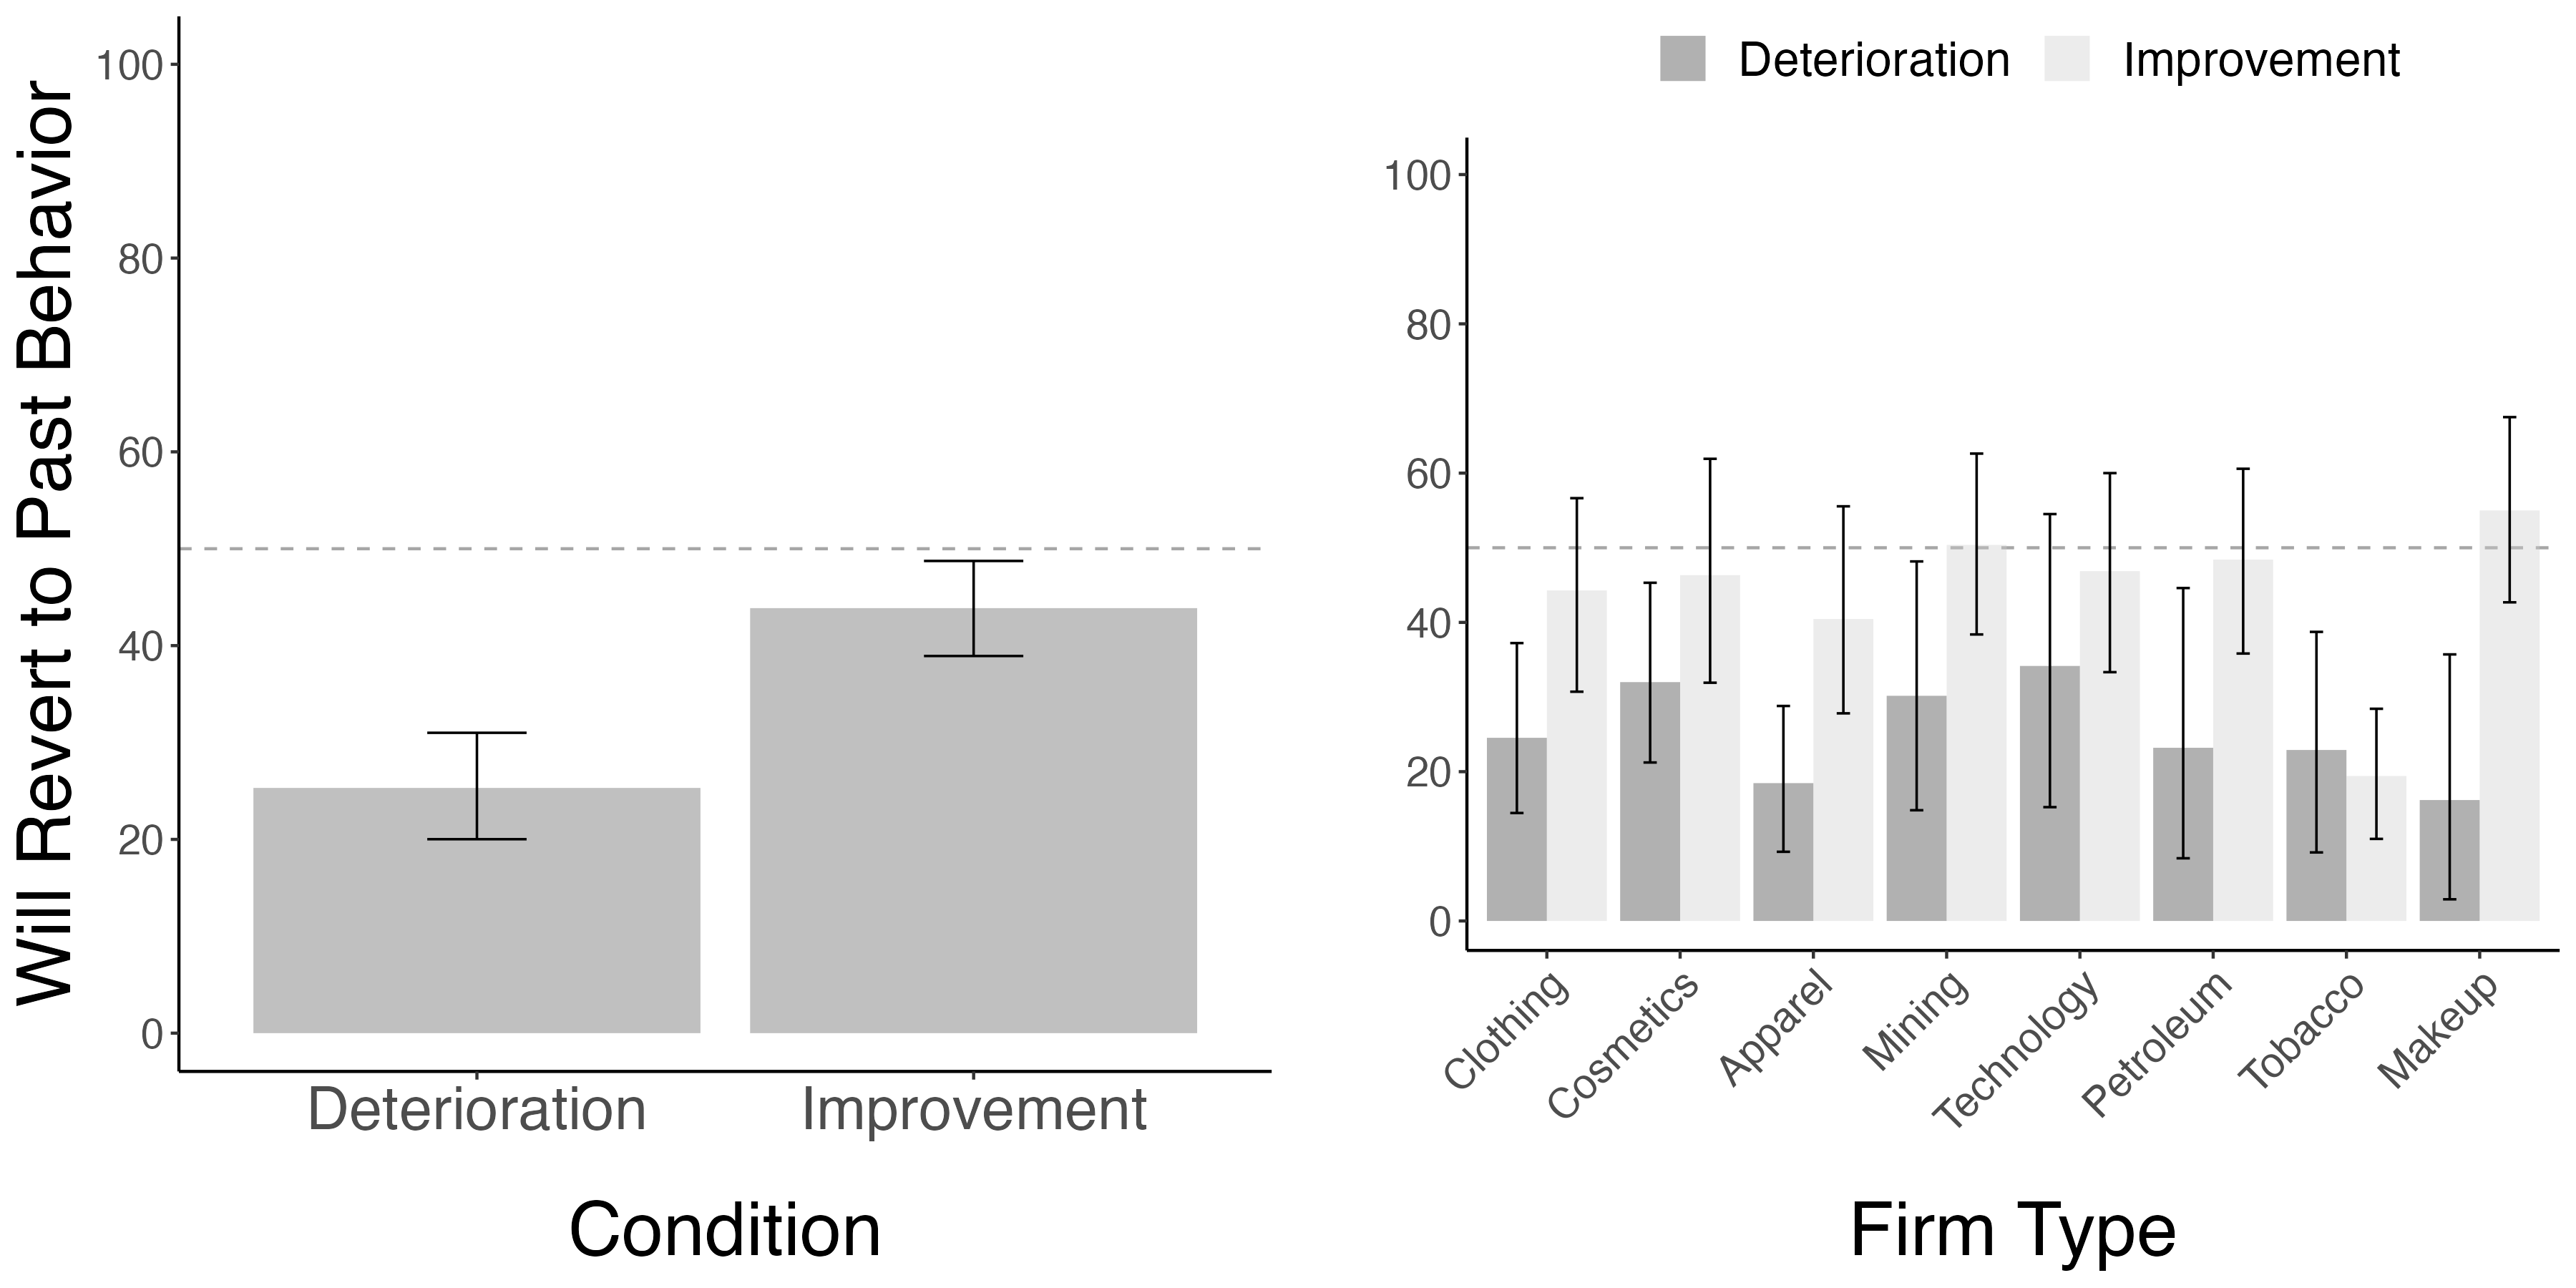 Will Revert to Past Behavior
100
80
60
40
20
0
Deterioration
Improvement
Condition
Deterioration
Improvement
100
80
60
40
20
0
Clothing
Cosmetics
Apparel
Mining
Technology
Petroleum
Tobacco
Makeup
Firm Type